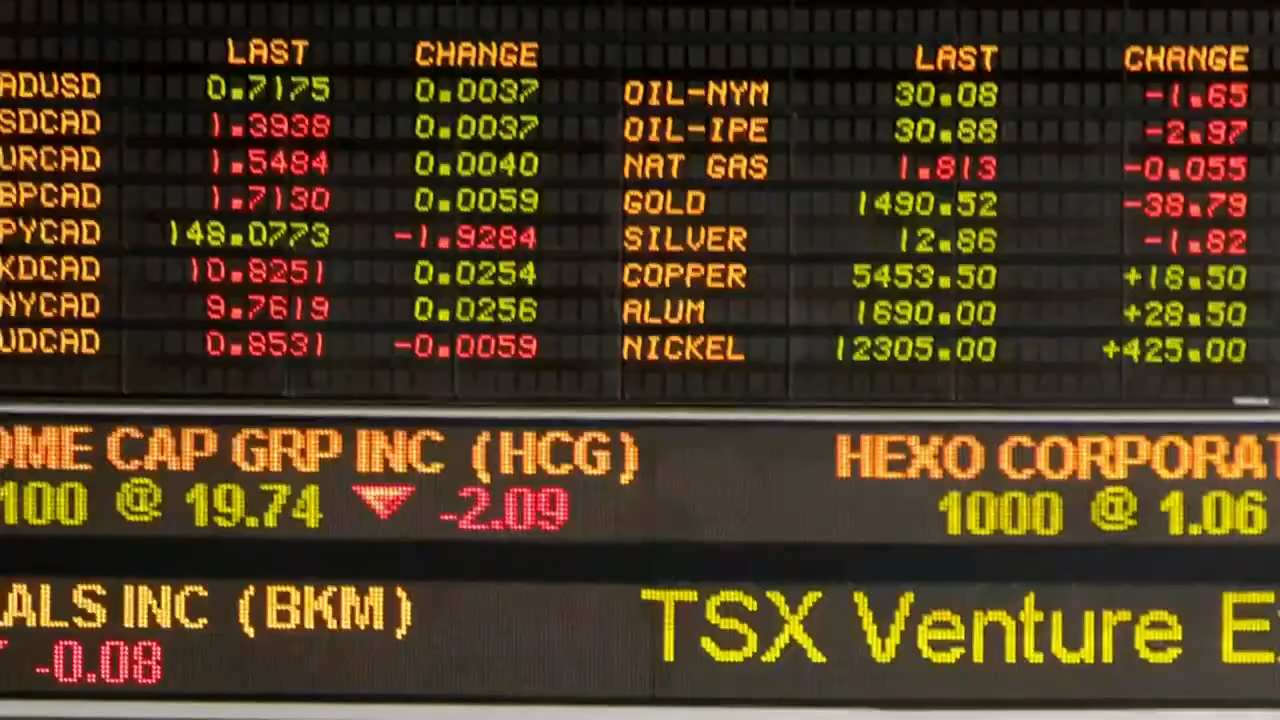 LAST CHANGE LAST CHANGE
ADUSD 0.7175 0.0037 OIL-NYM 30.08 -1.65
SDCAD 1.3938 0.0037 OIL-IPE 30.88 -2.97
URCAD 1.5484 0.0040 NAT GAS 1.813 -0.055
BPCAD 1.7130 0.0059 GOLD 1490.52 -38.79
PYCAD 148.0773 -1.9284 SILVER 12.86 -1.82
KDCAD 10.8251 0.0254 COPPER 5453.50 +18.50
NYCAD 9.7619 0.0256 ALUM 1690.00 +28.50
UDCAD 0.8531 -0.0059 NICKEL 12305.00 +425.00
OME CAP GRP INC (HCG) HEXO CORPORAT
100 @ 19.74 ▼ -2.09 1000 @ 1.06
ALS INC (BKM) TSX Venture E
-0.08